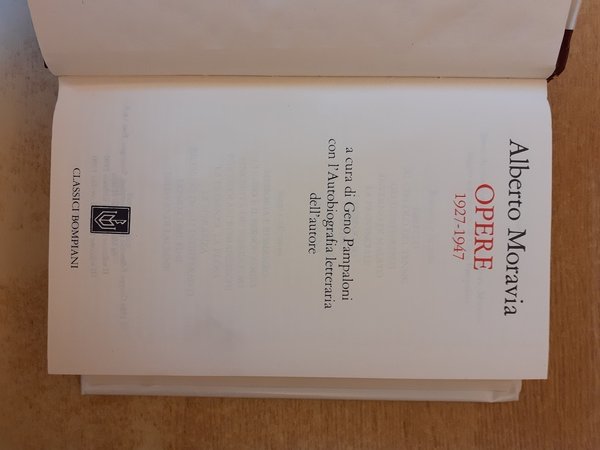 Alberto Moravia
OPERE
1927-1947
a cura di Geno Pampaloni
con l'Autobiografia letteraria
dell'autore
CLASSICI BOMPIANI